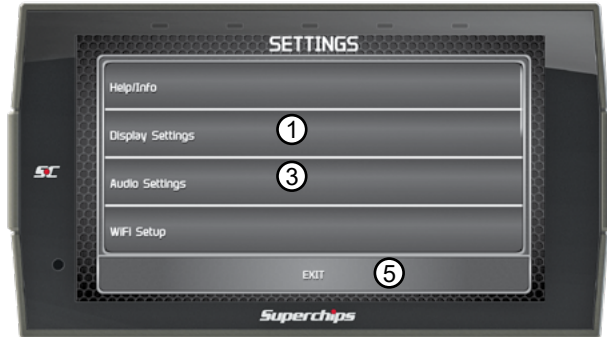 SETTINGS
Help/Info
Display Settings
1
Audio Settings
3
WiFi Setup
EXIT
5
SC
Superchips